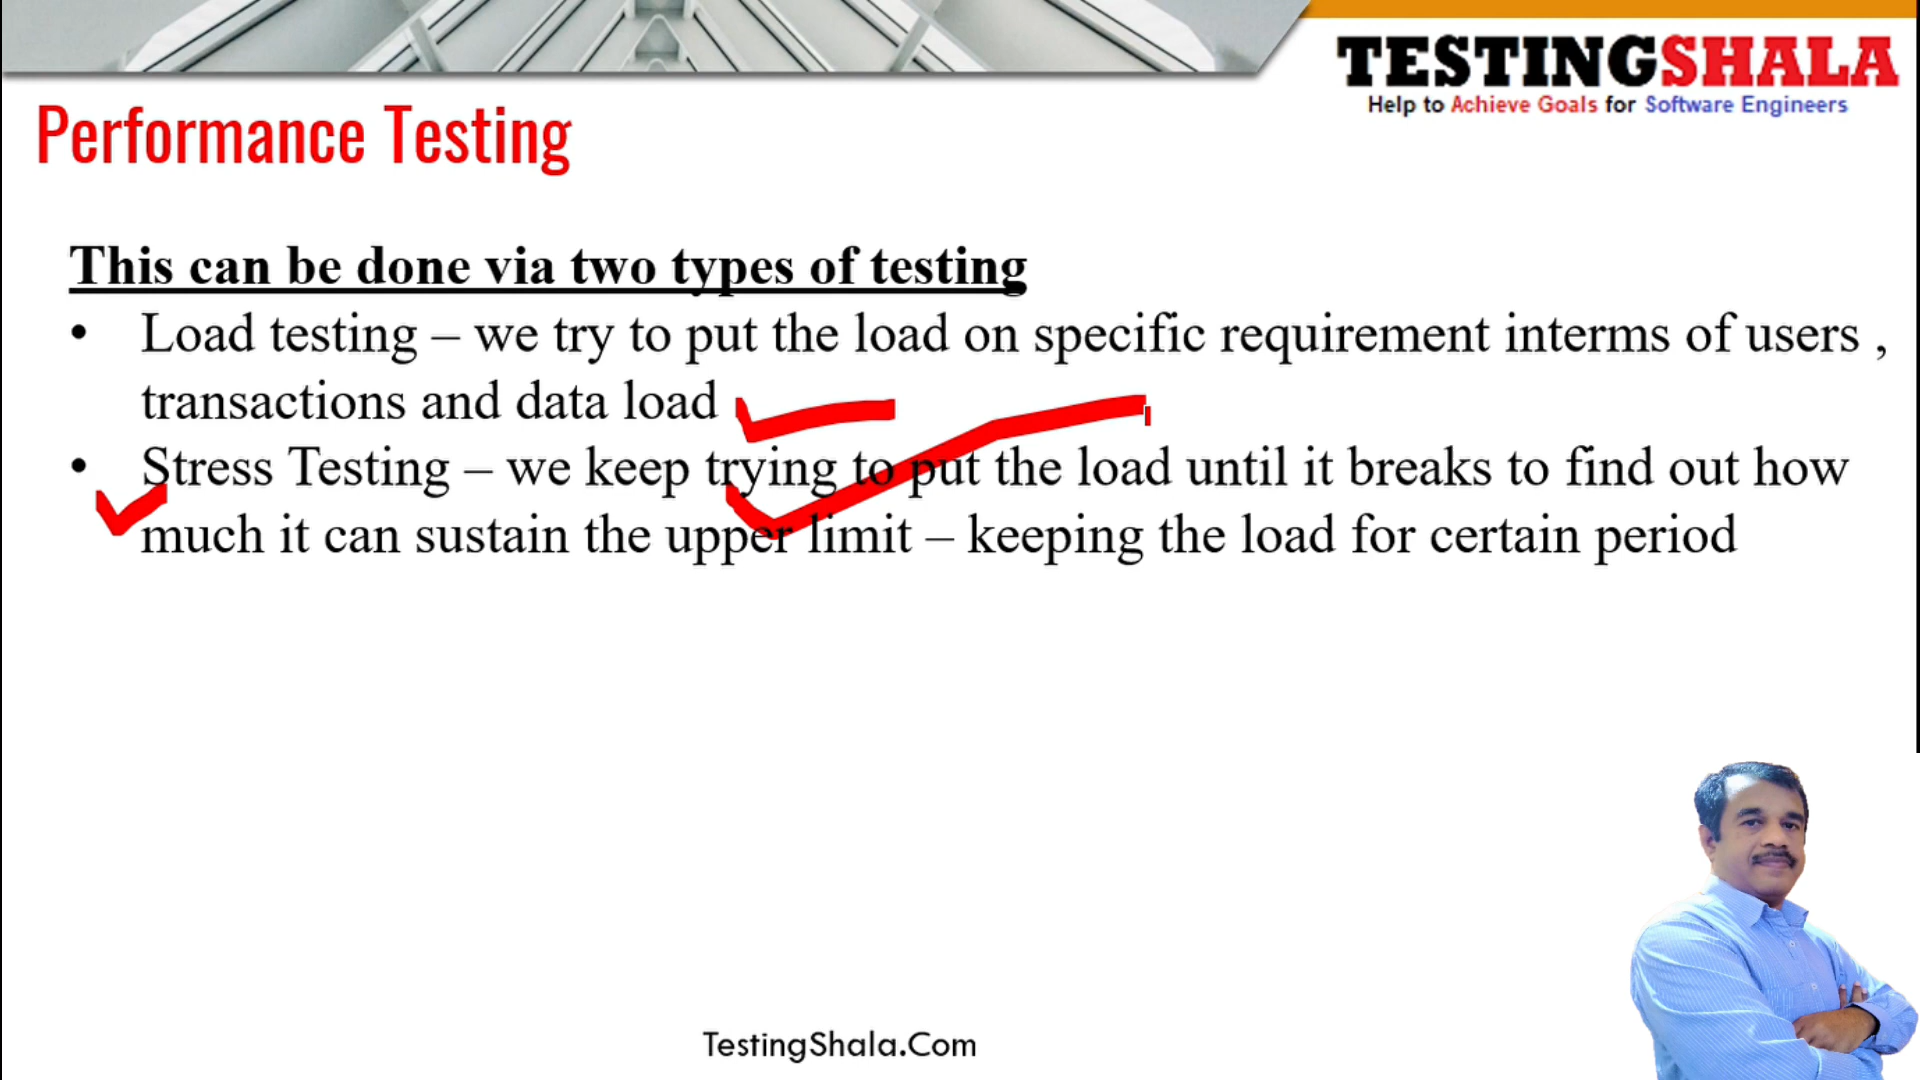 TESTINGSHALA
Help to Achieve Goals for Software Engineers
Performance Testing
This can be done via two types of testing
• Load testing – we try to put the load on specific requirement interms of users ,
transactions and data load
• Stress Testing – we keep trying to put the load until it breaks to find out how
much it can sustain the upper limit – keeping the load for certain period
TestingShala.Com